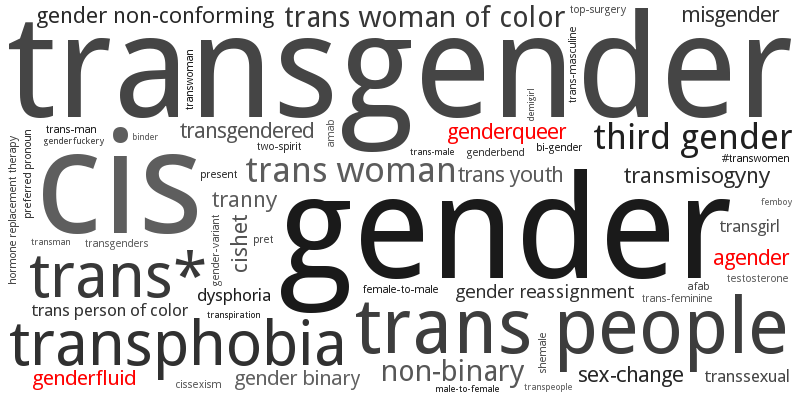 gender non-conforming
trans woman of color
top-surgery
misgender
transgender
transwoman
trans-masculine
demigirl
trans-man
genderfuckery
binder
transgendered
two-spirit
amab
genderqueer
bi-gender
third gender
#transwomen
hormone replacement therapy
preferred pronoun
cis
present
trans woman
trans-male
genderbend
trans youth
transmisogyny
femboy
tranny
gender
transgirl
transman
transgenders
gender-variant
cishet
pret
agender
testosterone
trans*
dysphoria
female-to-male
gender reassignment
afab
trans-feminine
trans person of color
transpiration
trans people
transphobia
shemale
genderfluid
cissexism
gender binary
non-binary
male-to-female
transpeople
sex-change
transsexual